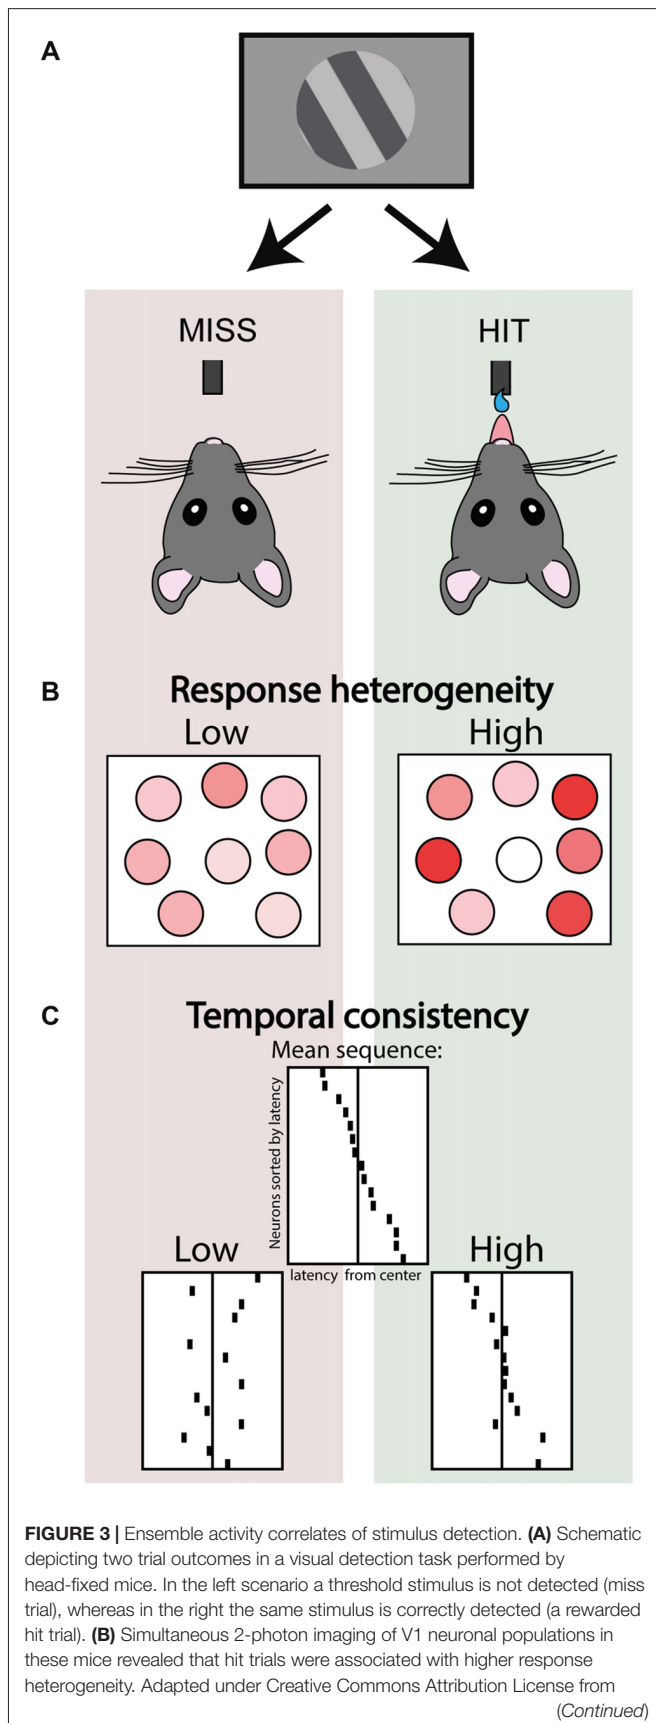 A
MISS
HIT
B
Response heterogeneity
Low
High
C
Temporal consistency
Mean sequence:
Neurons sorted by latency
latency from center
Low
High
FIGURE 3 | Ensemble activity correlates of stimulus detection. (A) Schematic
depicting two trial outcomes in a visual detection task performed by
head-fixed mice. In the left scenario a threshold stimulus is not detected (miss
trial), whereas in the right the same stimulus is correctly detected (a rewarded
hit trial). (B) Simultaneous 2-photon imaging of V1 neuronal populations in
these mice revealed that hit trials were associated with higher response
heterogeneity. Adapted under Creative Commons Attribution License from
(Continued)